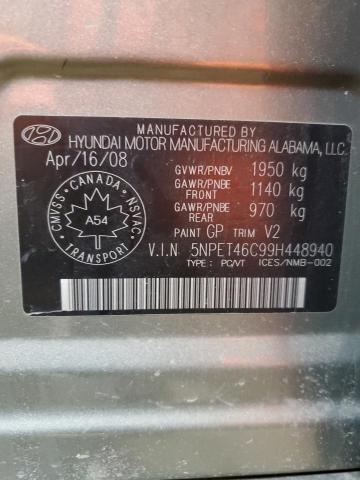 MANUFACTURED BY
HYUNDAI MOTOR MANUFACTURING ALABAMA, LLC
Apr/16/08
GVWR/PNBV 1950 kg
GAWR/PNBE FRONT 1140 kg
GAWR/PNBE REAR 970 kg
PAINT GP TRIM V2
CANADA
CMVSS
NSVAC
A54
TRANSPORT
V.I.N 5NPET46C99H448940
TYPE: PC/VT ICES/NMB-002